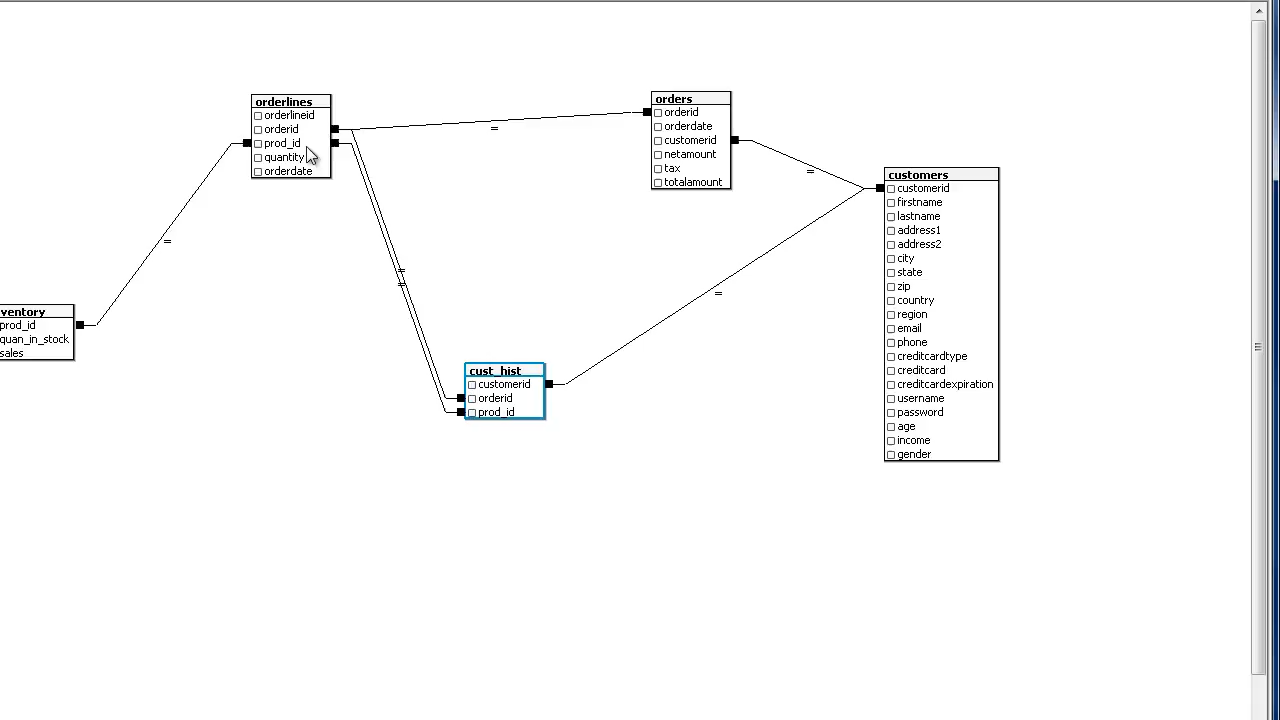 orderlines
orderlineid
orderid
prod_id
quantity
orderdate
orders
orderid
orderdate
customerid
netamount
tax
totalamount
customers
customerid
firstname
lastname
address1
address2
city
state
zip
country
region
email
phone
creditcardtype
creditcard
creditcardexpiration
username
password
age
income
gender
ventory
prod_id
quan_in_stock
sales
cust_hist
customerid
orderid
prod_id
=
=
=
=
=
=